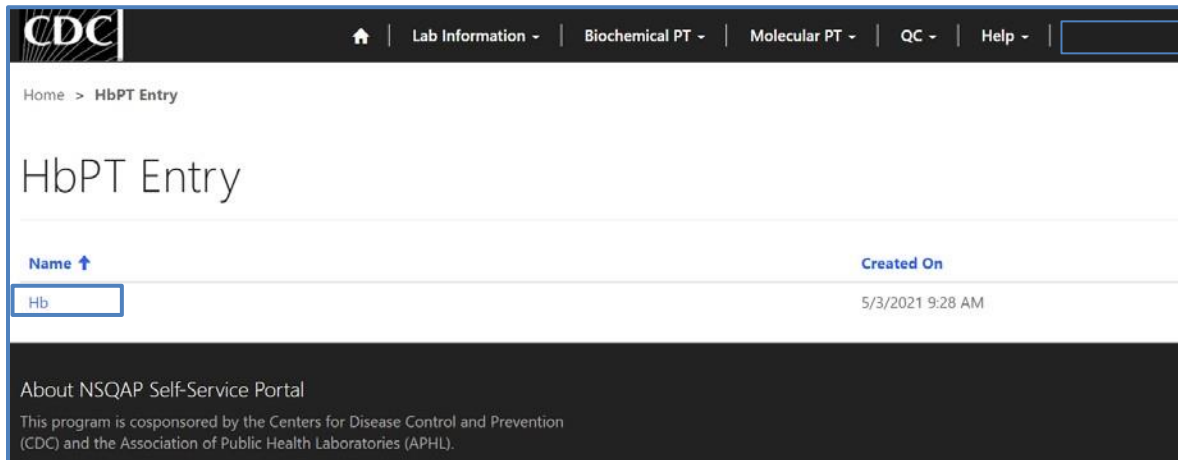 CDC
Lab Information | Biochemical PT | Molecular PT | QC | Help |
Home > HbPT Entry
HbPT Entry
Name ↑ Created On
Hb 5/3/2021 9:28 AM
About NSQAP Self-Service Portal
This program is cosponsored by the Centers for Disease Control and Prevention
(CDC) and the Association of Public Health Laboratories (APHL).